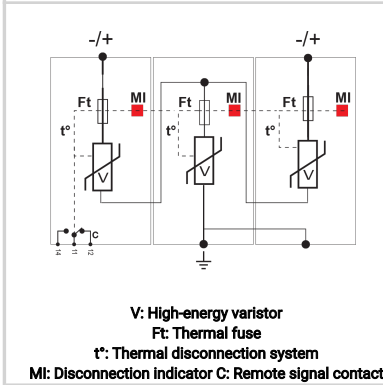 -/+
-/+
Ft
MI
Ft
MI
Ft
MI
t°
t°
t°
V
V
V
C
14
11
12
V: High-energy varistor
Ft: Thermal fuse
t°: Thermal disconnection system
MI: Disconnection indicator C: Remote signal contact